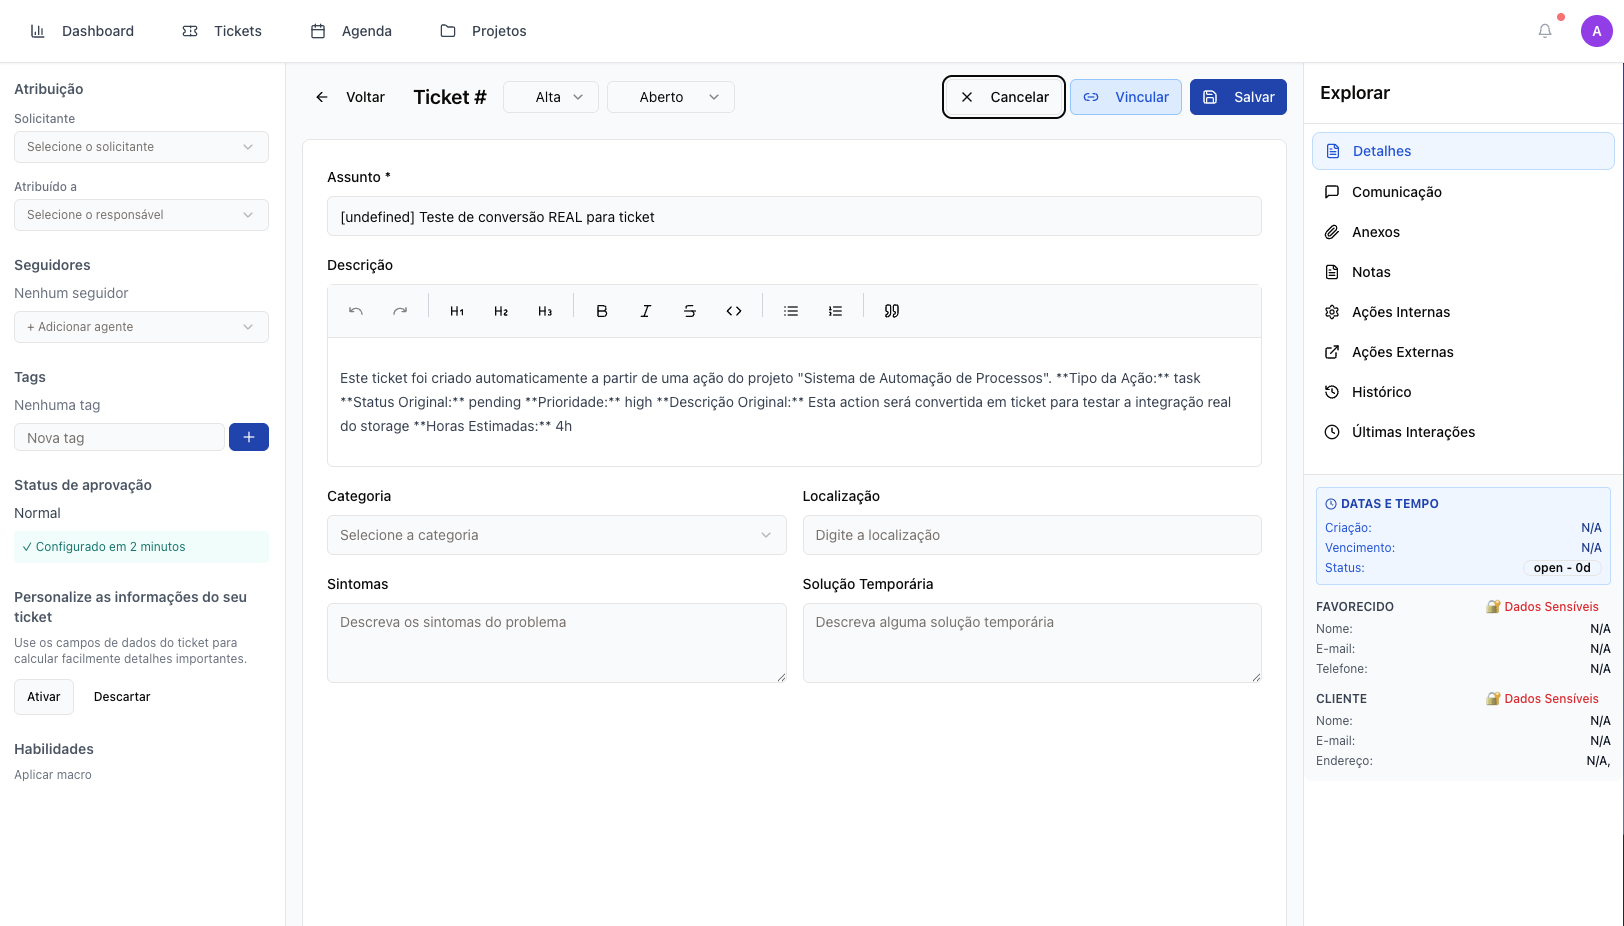 Dashboard
Tickets
Agenda
Projetos
A
Atribuição
Solicitante
Selecione o solicitante
Atribuído a
Selecione o responsável
Seguidores
Nenhum seguidor
+ Adicionar agente
Tags
Nenhuma tag
Nova tag
Status de aprovação
Normal
✓ Configurado em 2 minutos
Personalize as informações do seu
ticket
Use os campos de dados do ticket para
calcular facilmente detalhes importantes.
Ativar
Descartar
Habilidades
Aplicar macro
Voltar
Ticket #
Alta
Aberto
Cancelar
Vincular
Salvar
Assunto *
[undefined] Teste de conversão REAL para ticket
Descrição
H1
H2
H3
Este ticket foi criado automaticamente a partir de uma ação do projeto "Sistema de Automação de Processos". **Tipo da Ação:** task
**Status Original:** pending **Prioridade:** high **Descrição Original:** Esta action será convertida em ticket para testar a integração real
do storage **Horas Estimadas:** 4h
Categoria
Selecione a categoria
Localização
Digite a localização
Sintomas
Descreva os sintomas do problema
Solução Temporária
Descreva alguma solução temporária
Explorar
Detalhes
Comunicação
Anexos
Notas
Ações Internas
Ações Externas
Histórico
Últimas Interações
DATAS E TEMPO
Criação: N/A
Vencimento: N/A
Status: open - 0d
FAVORECIDO 🔐 Dados Sensíveis
Nome: N/A
E-mail: N/A
Telefone: N/A
CLIENTE 🔐 Dados Sensíveis
Nome: N/A
E-mail: N/A
Endereço: N/A,